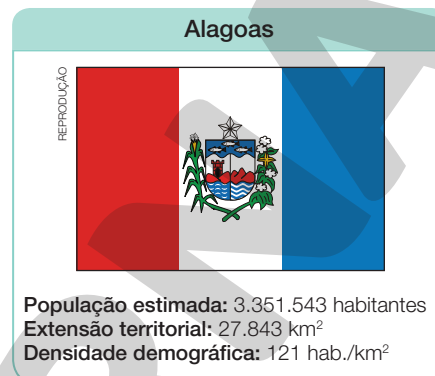 Alagoas
REPRODUÇÃO
População estimada: 3.351.543 habitantes
Extensão territorial: 27.843 km²
Densidade demográfica: 121 hab./km²